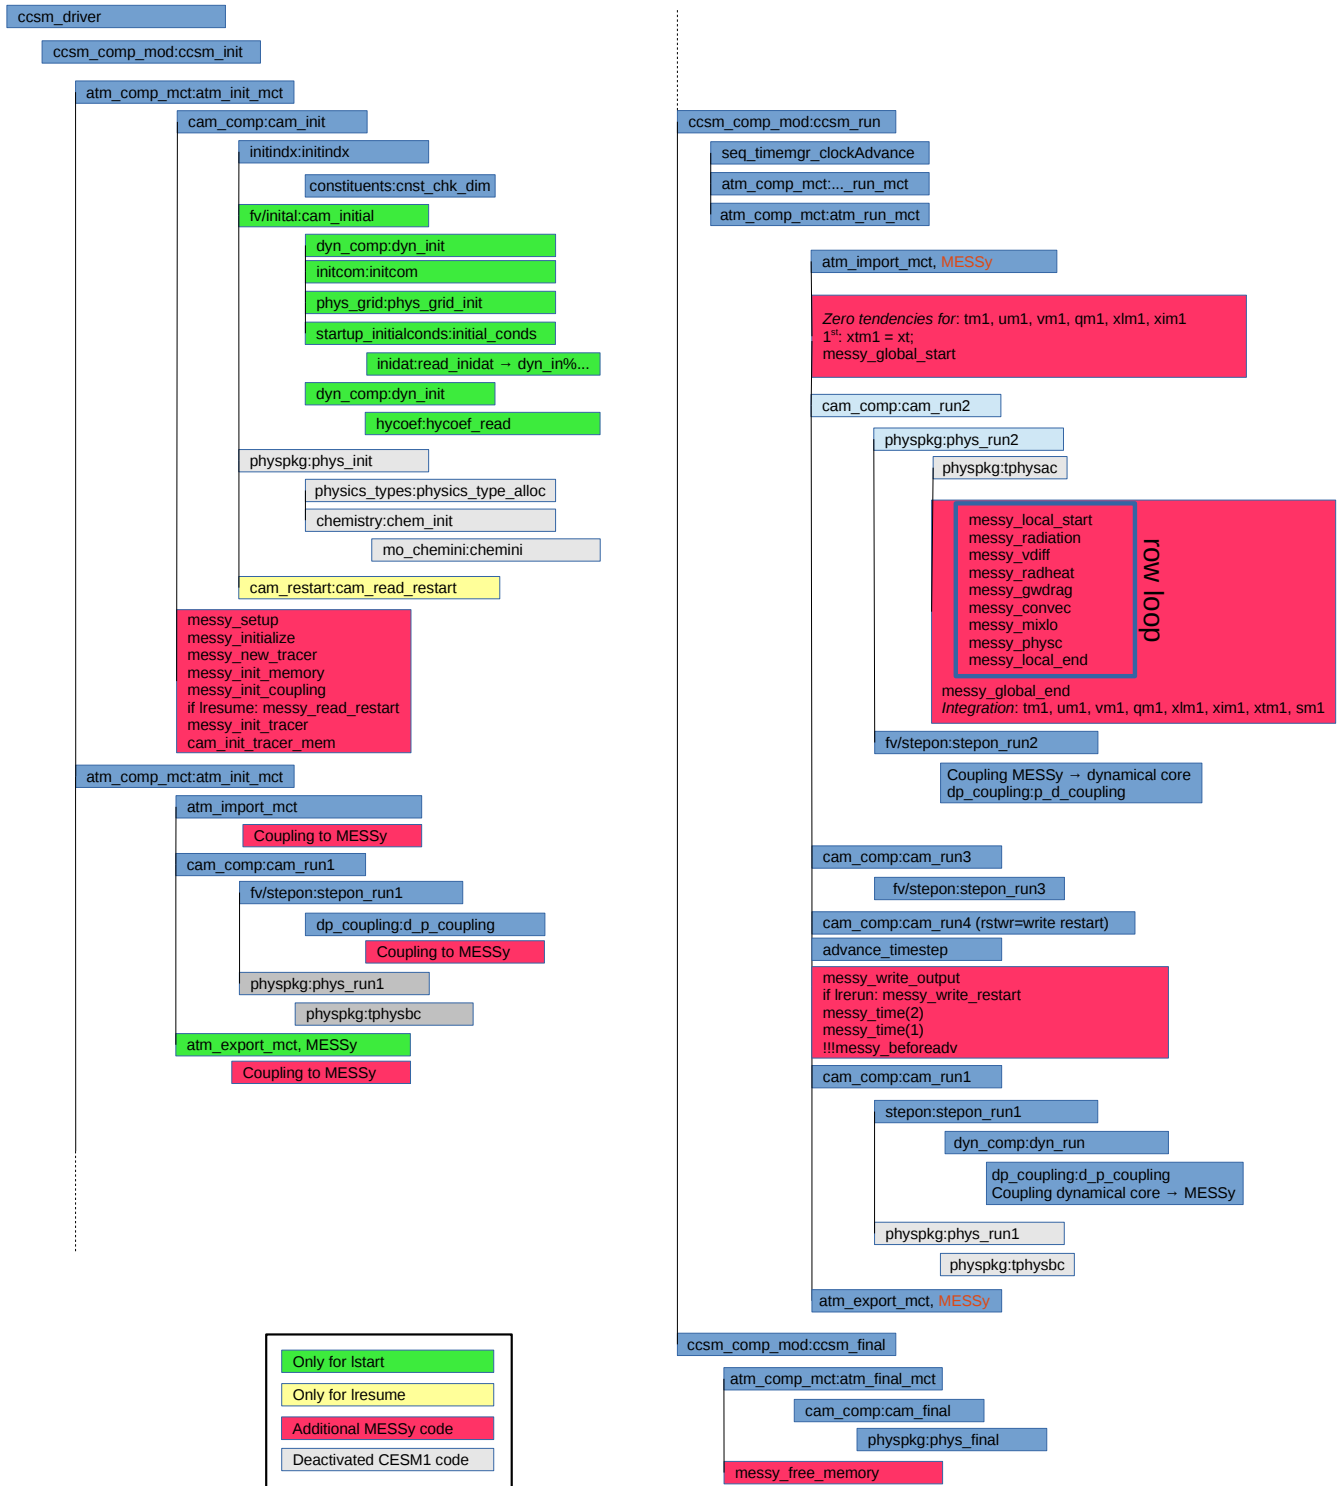 ccsm_driver
ccsm_comp_mod:ccsm_init
atm_comp_mct:atm_init_mct
cam_comp:cam_init
initindx:initindx
constituents:cnst_chk_dim
fv/inital:cam_initial
dyn_comp:dyn_init
initcom:initcom
phys_grid:phys_grid_init
startup_initialconds:initial_conds
inidat:read_inidat → dyn_in%...
dyn_comp:dyn_init
hycoef:hycoef_read
physpkg:phys_init
physics_types:physics_type_alloc
chemistry:chem_init
mo_chemini:chemini
cam_restart:cam_read_restart
messy_setup
messy_initialize
messy_new_tracer
messy_init_memory
messy_init_coupling
if lresume: messy_read_restart
messy_init_tracer
cam_init_tracer_mem
atm_comp_mct:atm_init_mct
atm_import_mct
Coupling to MESSy
cam_comp:cam_run1
fv/stepon:stepon_run1
dp_coupling:d_p_coupling
Coupling to MESSy
physpkg:phys_run1
physpkg:tphysbc
atm_export_mct, MESSy
Coupling to MESSy
Only for lstart
Only for lresume
Additional MESSy code
Deactivated CESM1 code
ccsm_comp_mod:ccsm_run
seq_timemgr_clockAdvance
atm_comp_mct:..._run_mct
atm_comp_mct:atm_run_mct
atm_import_mct, MESSy
Zero tendencies for: tm1, um1, vm1, qm1, xlm1, xim1
1st: xtm1 = xt;
messy_global_start
cam_comp:cam_run2
physpkg:phys_run2
physpkg:tphysac
messy_local_start
messy_radiation
messy_vdiff
messy_radheat
messy_gwdrag
messy_convec
messy_mixlo
messy_physc
messy_local_end
row loop
messy_global_end
Integration: tm1, um1, vm1, qm1, xlm1, xim1, xtm1, sm1
fv/stepon:stepon_run2
Coupling MESSy → dynamical core
dp_coupling:p_d_coupling
cam_comp:cam_run3
fv/stepon:stepon_run3
cam_comp:cam_run4 (rstwr=write restart)
advance_timestep
messy_write_output
if lrerun: messy_write_restart
messy_time(2)
messy_time(1)
!!!messy_beforeadv
cam_comp:cam_run1
stepon:stepon_run1
dyn_comp:dyn_run
dp_coupling:d_p_coupling
Coupling dynamical core → MESSy
physpkg:phys_run1
physpkg:tphysbc
atm_export_mct, MESSy
ccsm_comp_mod:ccsm_final
atm_comp_mct:atm_final_mct
cam_comp:cam_final
physpkg:phys_final
messy_free_memory